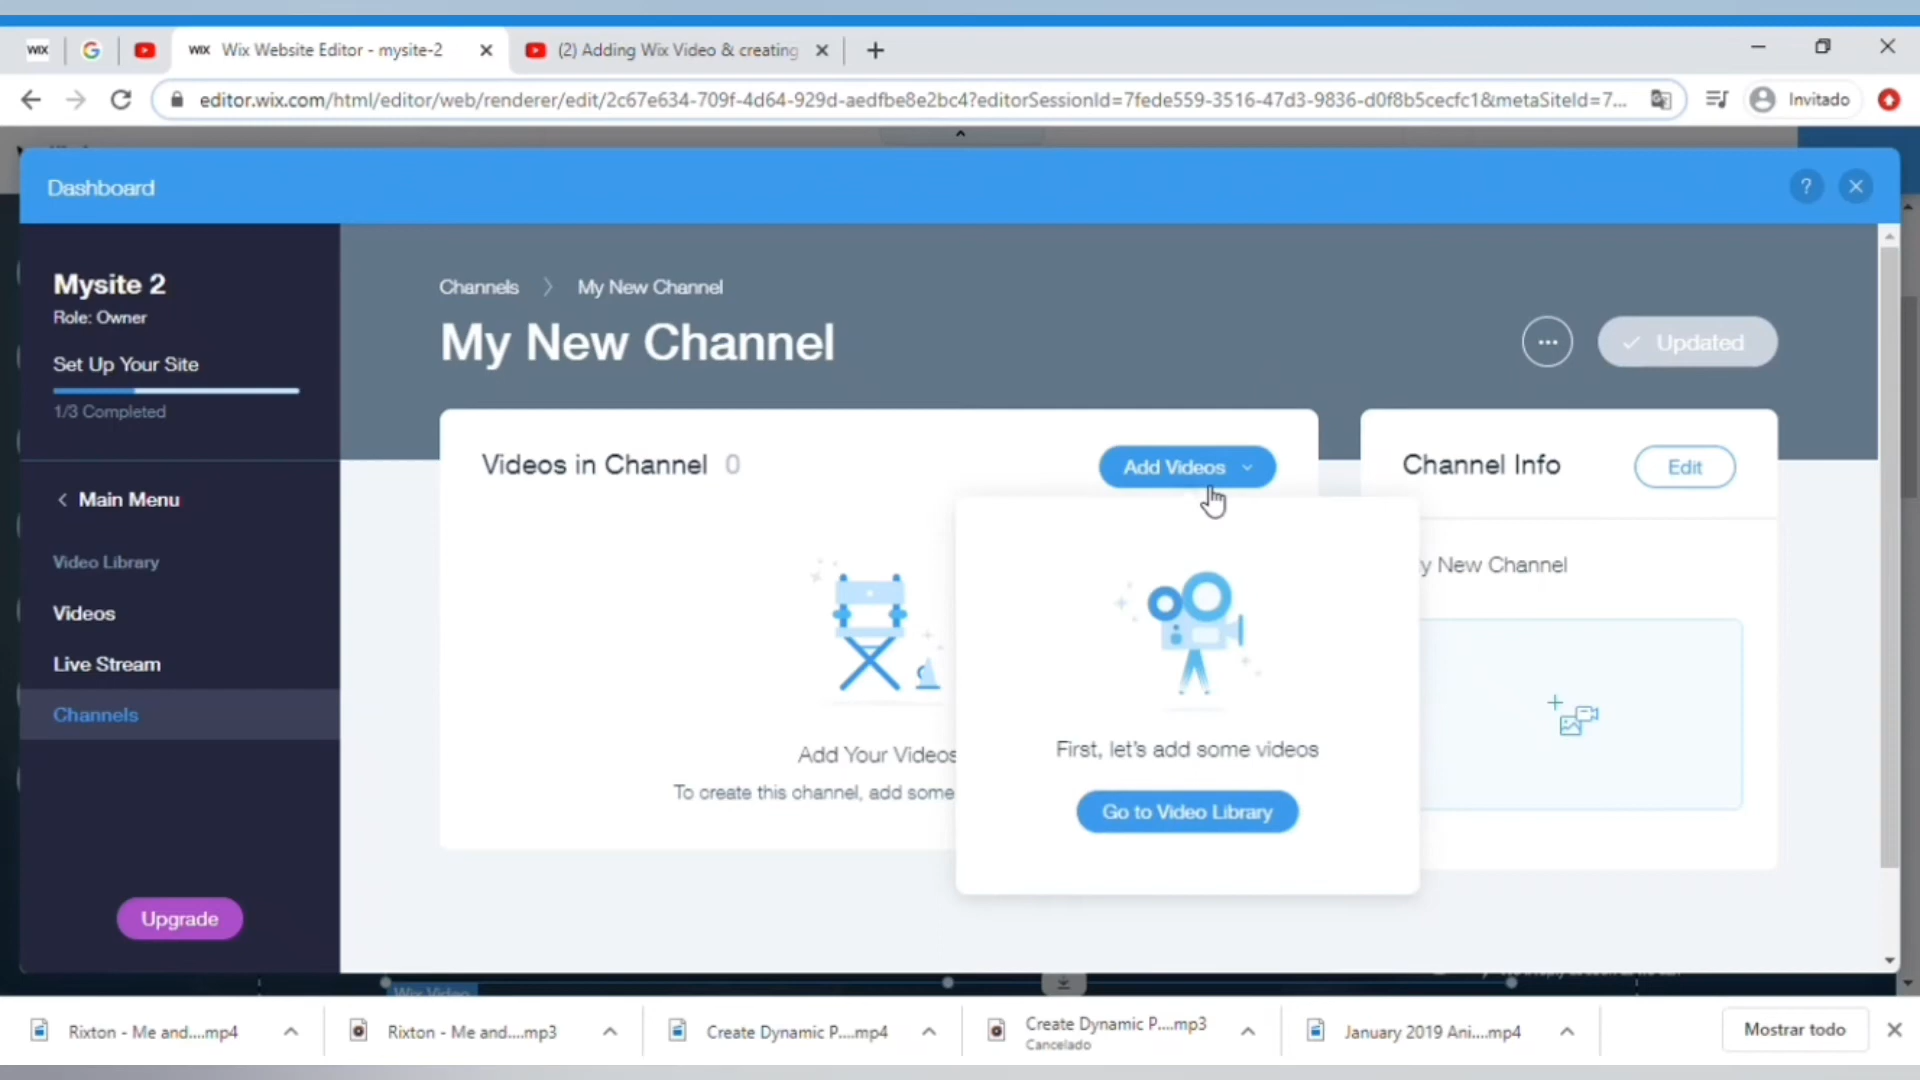 WIX
WIX Wix Website Editor - mysite-2
(2) Adding Wix Video & creating
editor.wix.com/html/editor/web/renderer/edit/2c67e634-709f-4d64-929d-aedfbe8e2bc4?editorSessionId=7fede559-3516-47d3-9836-d0f8b5cecfc1&metaSiteId=7...
Invitado
Dashboard
?
Mysite 2
Role: Owner
Set Up Your Site
1/3 Completed
Main Menu
Video Library
Videos
Live Stream
Channels
Upgrade
Channels > My New Channel
My New Channel
Updated
Videos in Channel 0
Add Videos
Add Your Videos
To create this channel, add some
First, let's add some videos
Go to Video Library
Channel Info
Edit
y New Channel
Wix Video
Rixton - Me and....mp4
Rixton - Me and....mp3
Create Dynamic P....mp4
Create Dynamic P....mp3
Cancelado
January 2019 Ani....mp4
Mostrar todo